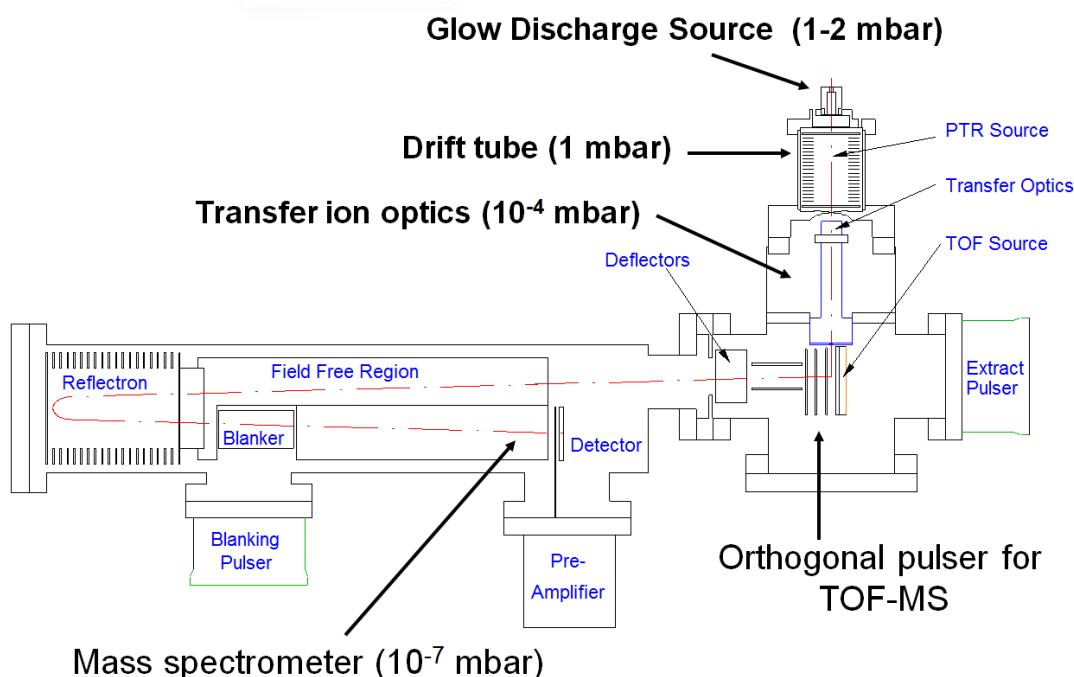 Glow Discharge Source (1-2 mbar)
PTR Source
Drift tube (1 mbar)
Transfer Optics
Transfer ion optics (10⁻⁴ mbar)
TOF Source
Deflectors
Reflectron
Field Free Region
Extract
Pulser
Blanker
Detector
Blanking
Pulser
Pre-
Amplifier
Orthogonal pulser for
TOF-MS
Mass spectrometer (10⁻⁷ mbar)